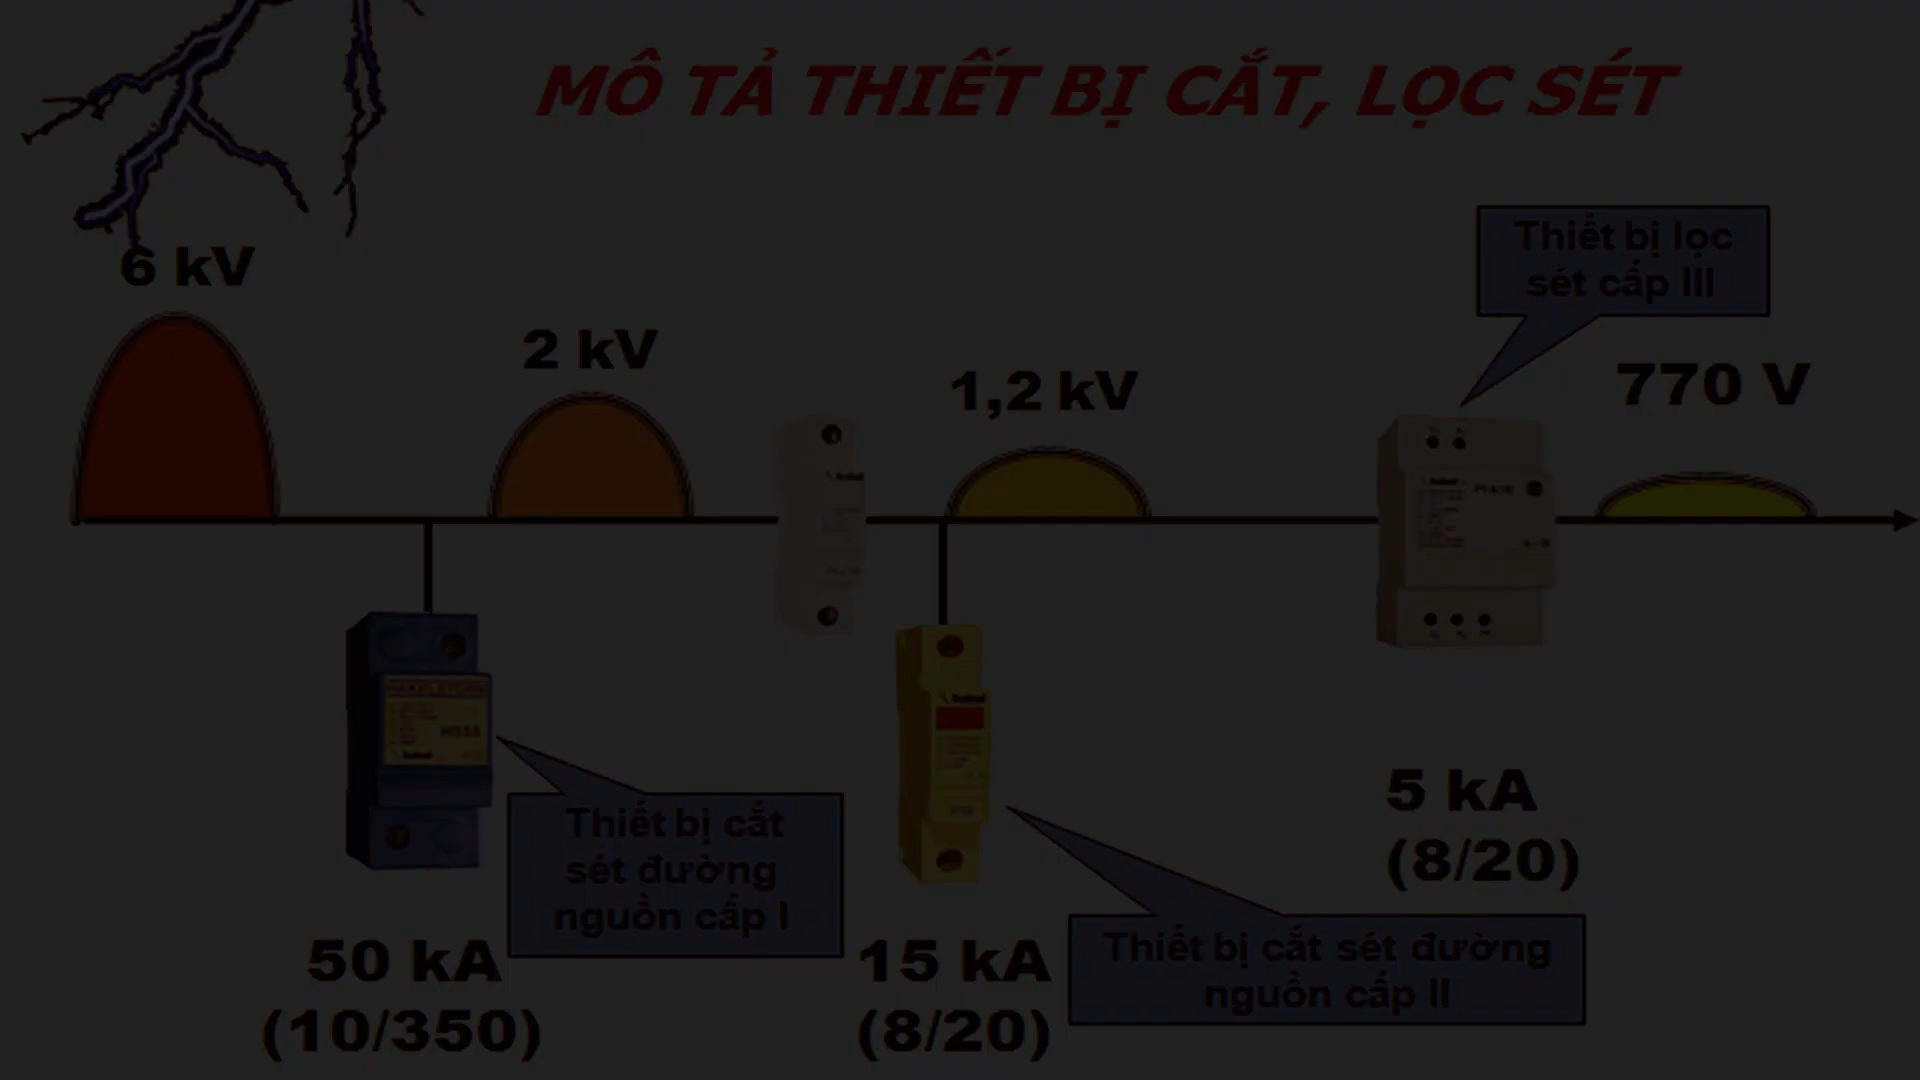 MÔ TẢ THIẾT BỊ CẮT, LỌC SÉT
Thiết bị lọc
sét cấp III
6 kV
2 kV
1,2 kV
770 V
HS55
Thiết bị cắt
sét đường
nguồn cấp I
5 kA
(8/20)
50 kA
(10/350)
15 kA
(8/20)
Thiết bị cắt sét đường
nguồn cấp II